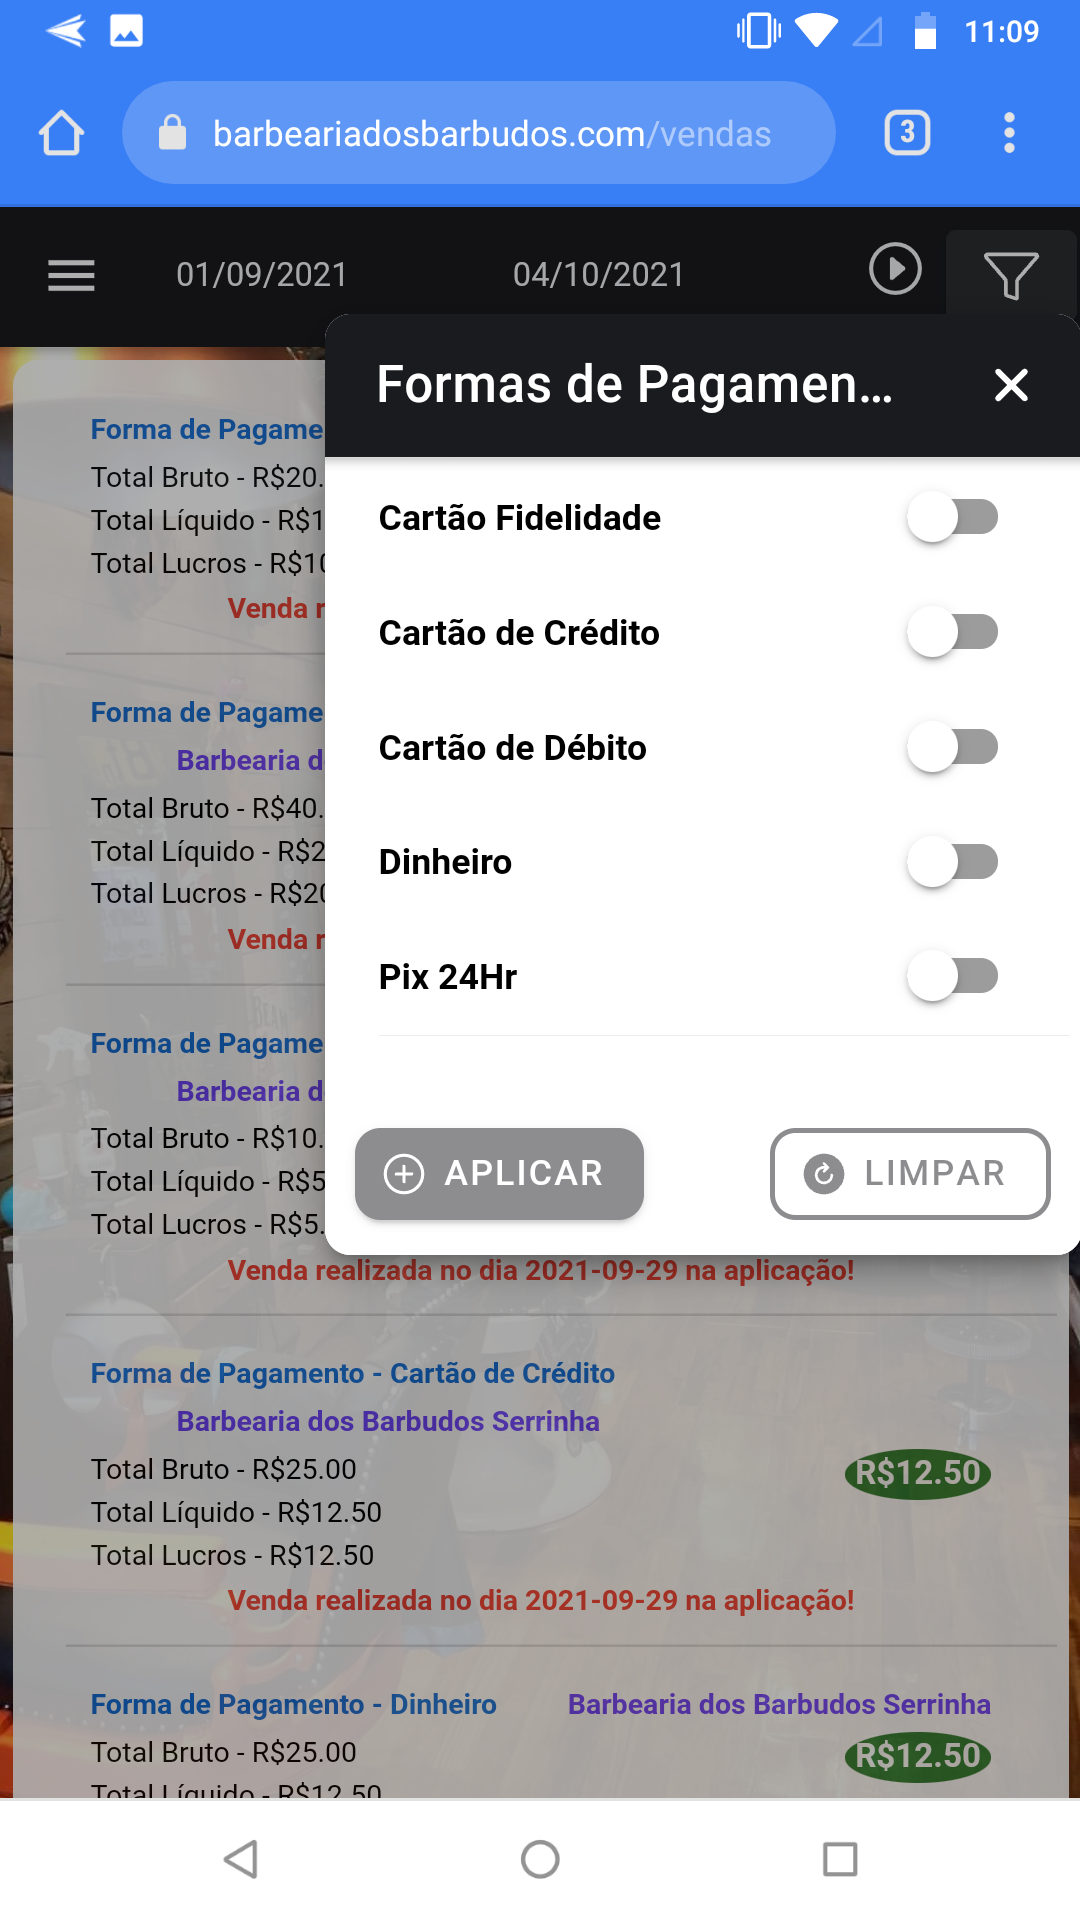 11:09
barbeariadosbarbudos.com/vendas
3
01/09/2021
04/10/2021
Formas de Pagamen...
Cartão Fidelidade
Cartão de Crédito
Cartão de Débito
Dinheiro
Pix 24Hr
APLICAR
LIMPAR
Forma de Pagame
Total Bruto - R$20.
Total Líquido - R$1
Total Lucros - R$10
Venda r
Forma de Pagame
Barbearia d
Total Bruto - R$40.
Total Líquido - R$2
Total Lucros - R$20
Venda r
Forma de Pagame
Barbearia d
Total Bruto - R$10.
Total Líquido - R$5
Total Lucros - R$5.
Venda realizada no dia 2021-09-29 na aplicação!
Forma de Pagamento - Cartão de Crédito
Barbearia dos Barbudos Serrinha
Total Bruto - R$25.00
R$12.50
Total Líquido - R$12.50
Total Lucros - R$12.50
Venda realizada no dia 2021-09-29 na aplicação!
Forma de Pagamento - Dinheiro
Barbearia dos Barbudos Serrinha
Total Bruto - R$25.00
R$12.50
Total Líquido - R$12.50